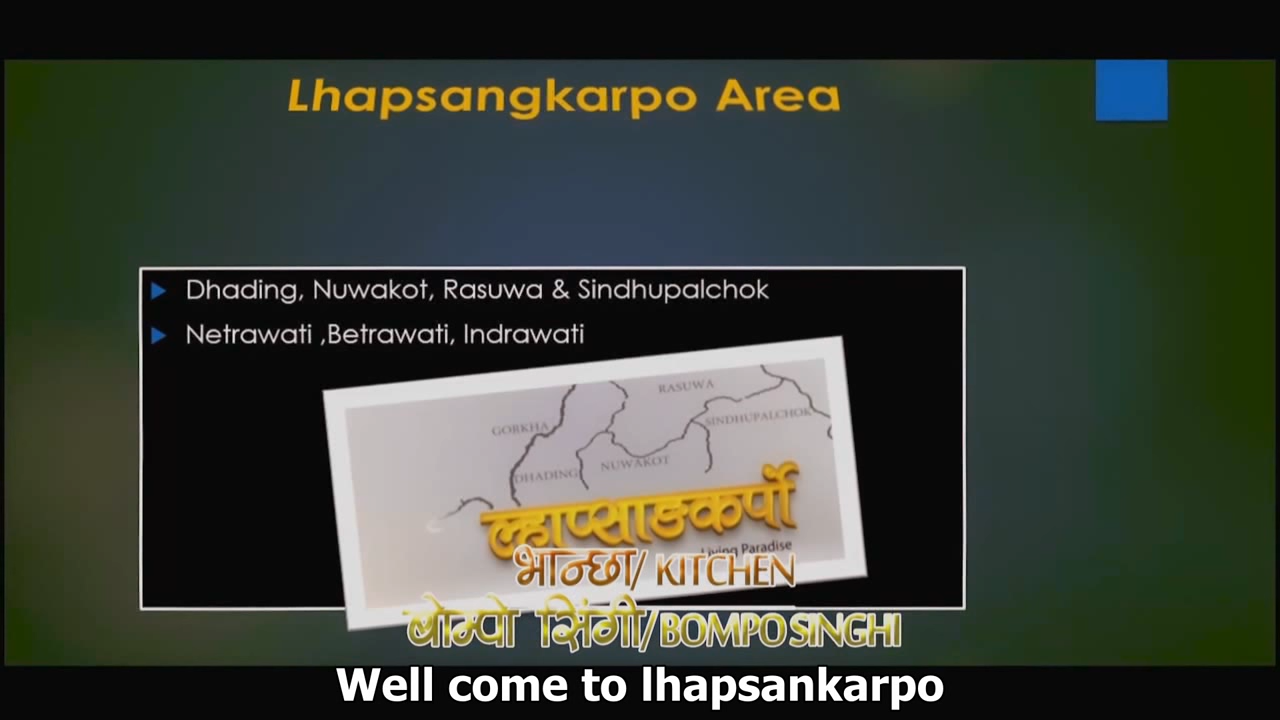 Lhapsangkarpo Area
Dhading, Nuwakot, Rasuwa & Sindhupalchok
Netrawati ,Betrawati, Indrawati
RASUWA
GORKHA
SINDHUPALCHOK
DHADING
NUWAKOT
ल्हाप्साङकर्पो
Living Paradise
भान्छा/ KITCHEN
बोम्पो सिंगी/BOMPO SINGHI
Well come to lhapsankarpo